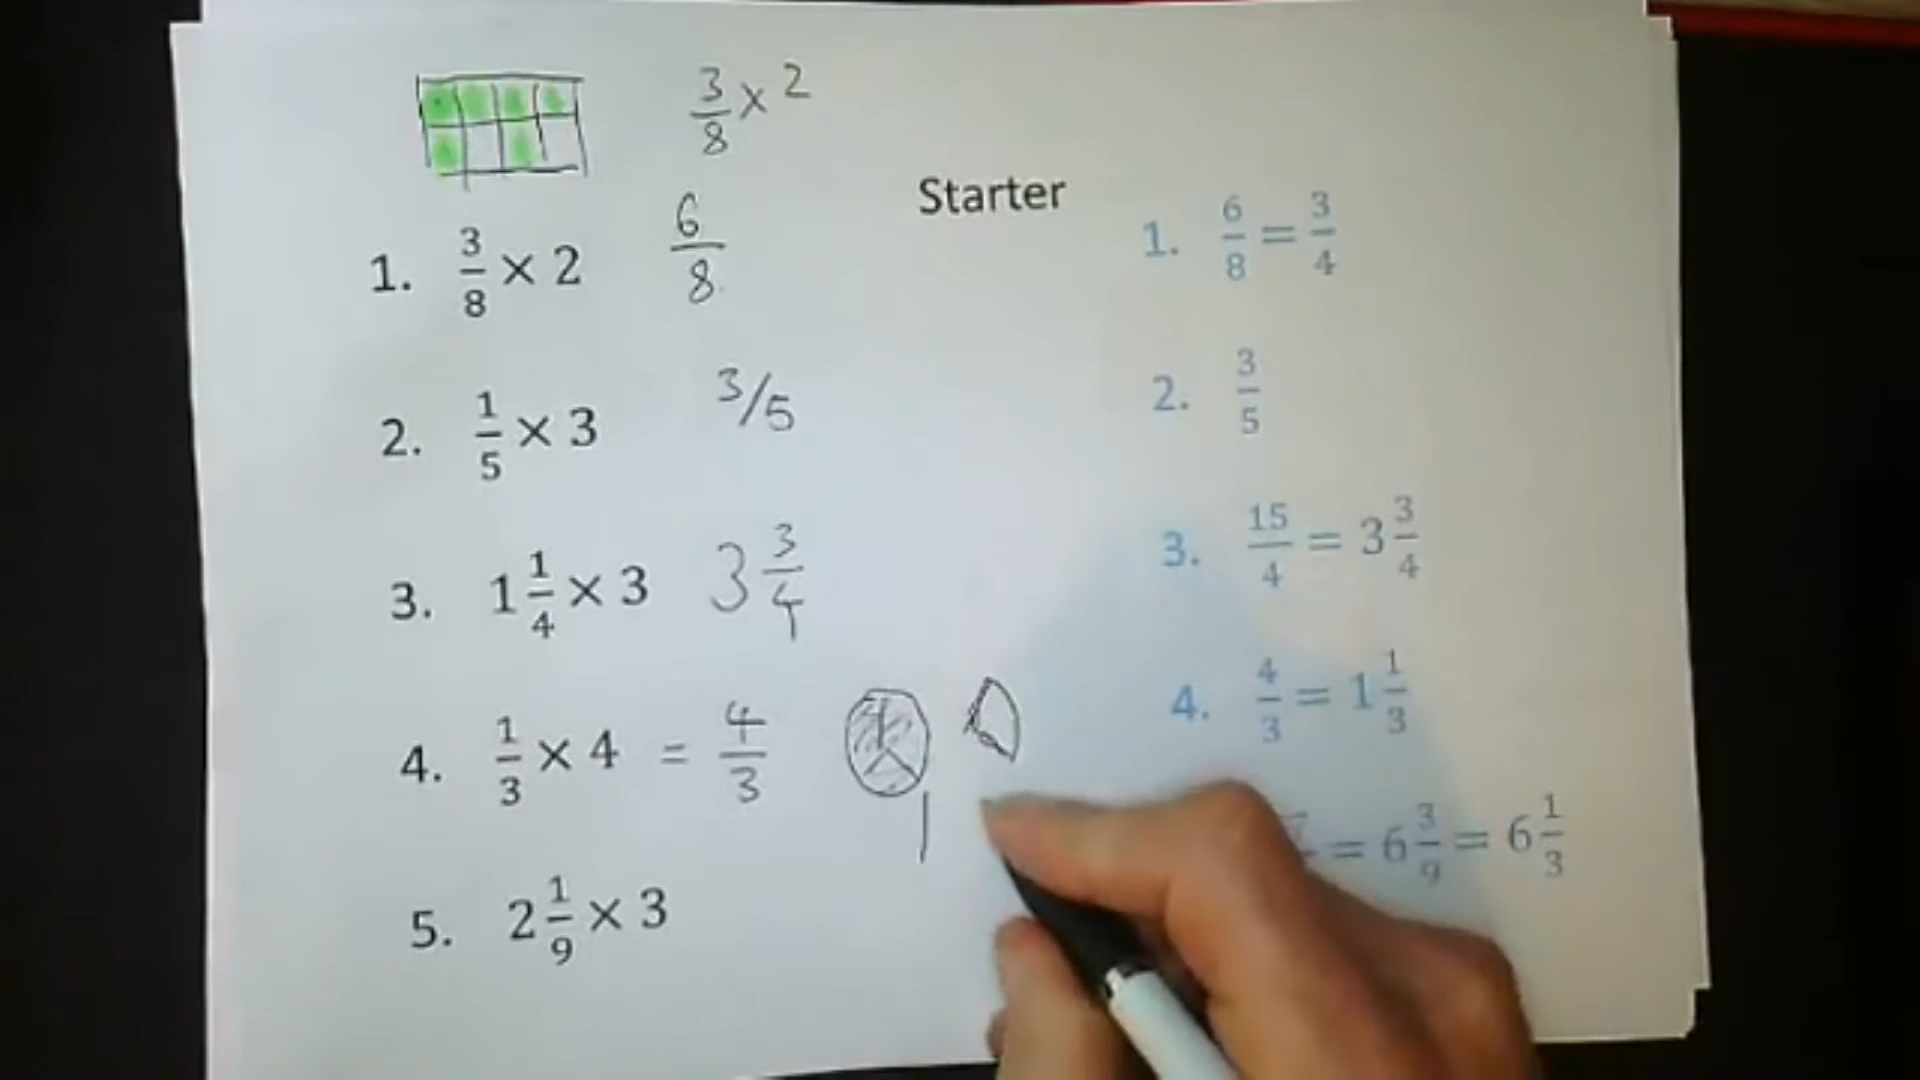 3/8 × 2
Starter
1. 3/8 × 2 6/8
2. 1/5 × 3 3/5
3. 1 1/4 × 3 3 3/4
4. 1/3 × 4 = 4/3 1
5. 2 1/9 × 3
1. 6/8 = 3/4
2. 3/5
3. 15/4 = 3 3/4
4. 4/3 = 1 1/3
= 6 3/9 = 6 1/3